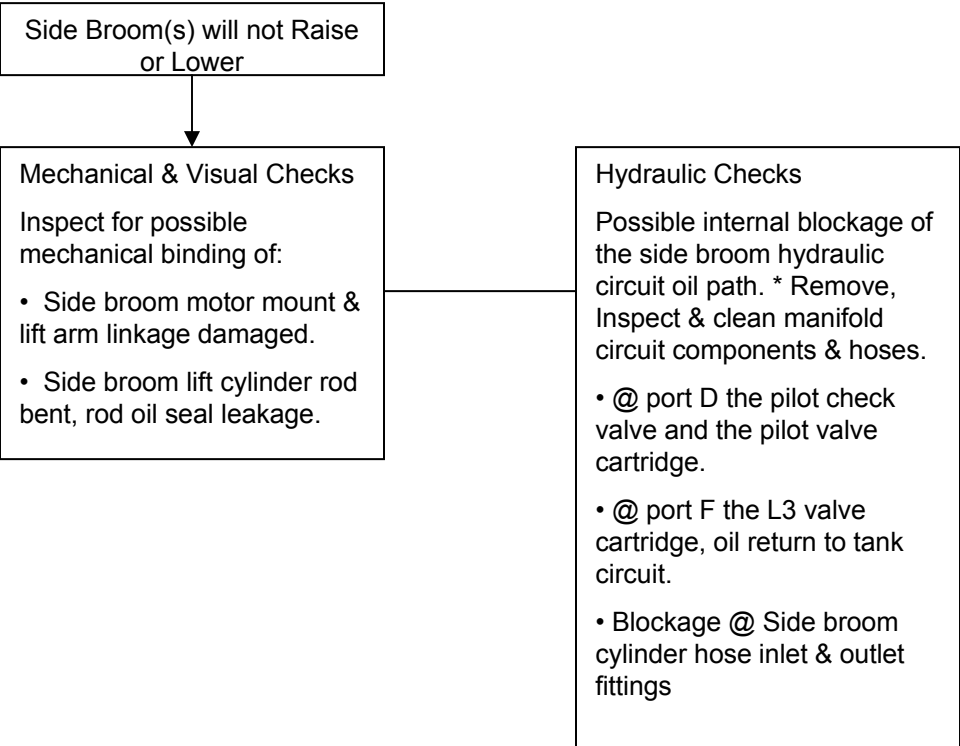 Side Broom(s) will not Raise
or Lower
Mechanical & Visual Checks
Inspect for possible
mechanical binding of:
• Side broom motor mount &
lift arm linkage damaged.
• Side broom lift cylinder rod
bent, rod oil seal leakage.
Hydraulic Checks
Possible internal blockage of
the side broom hydraulic
circuit oil path. * Remove,
Inspect & clean manifold
circuit components & hoses.
• @ port D the pilot check
valve and the pilot valve
cartridge.
• @ port F the L3 valve
cartridge, oil return to tank
circuit.
• Blockage @ Side broom
cylinder hose inlet & outlet
fittings